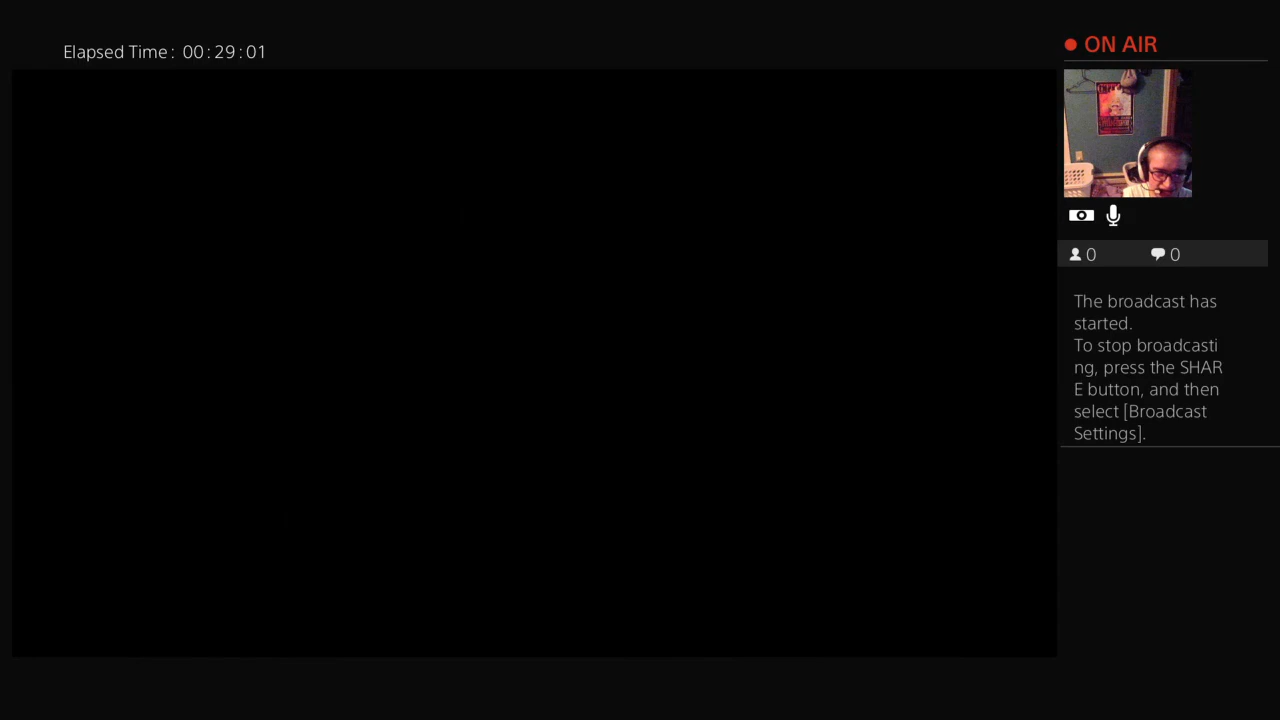 Elapsed Time: 00:29:01
ON AIR
0
0
The broadcast has
started.
To stop broadcasti
ng, press the SHAR
E button, and then
select [Broadcast
Settings].